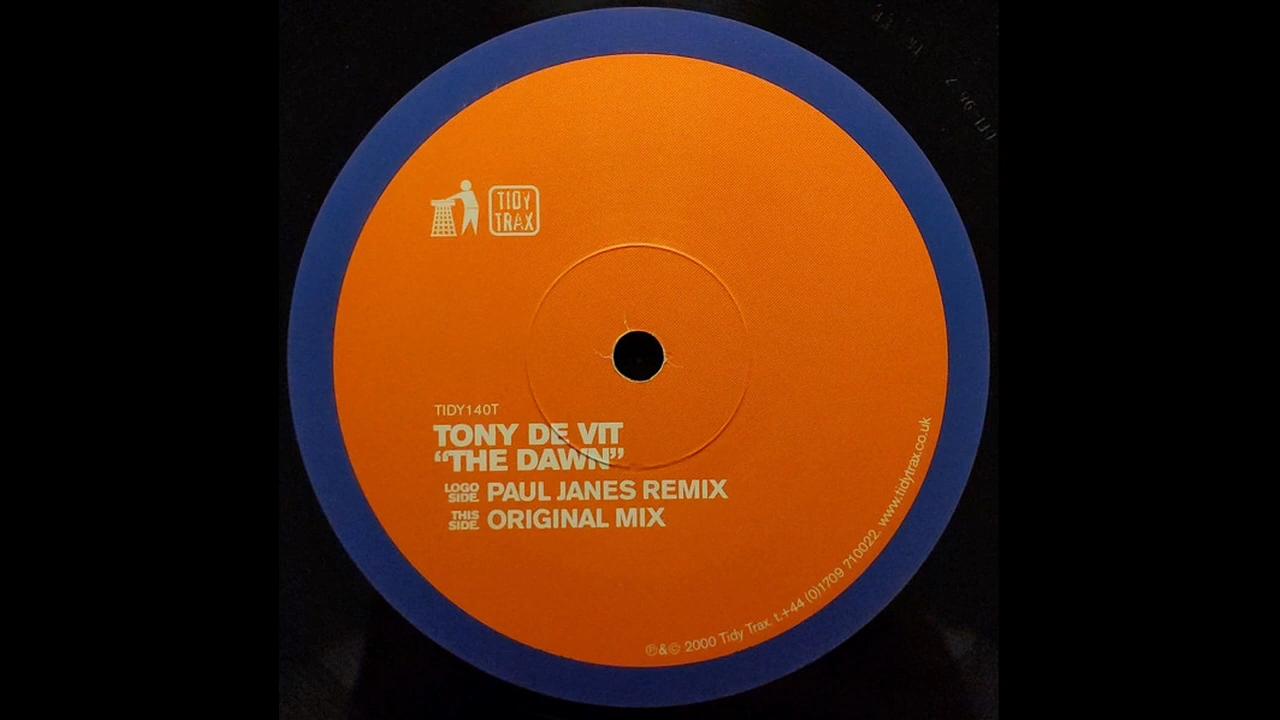 TIDY
TRAX
TIDY140T
TONY DE VIT
“THE DAWN”
LOGO SIDE. PAUL JANES REMIX
THIS SIDE. ORIGINAL MIX
℗&© 2000 Tidy Trax. t.+44 (0)1709 710022. www.tidytrax.co.uk